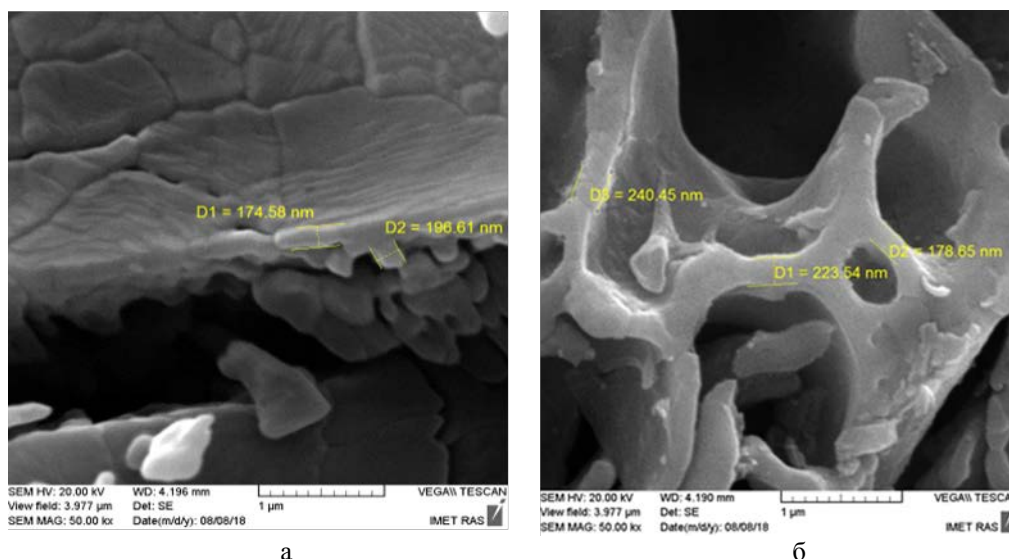 D1 = 174.58 nm
D2 = 196.61 nm
SEM HV: 20.00 kV WD: 4.196 mm VEGA\\ TESCAN
View field: 3.977 µm Det: SE 1 µm
SEM MAG: 50.00 kx Date(m/d/y): 08/08/18 IMET RAS
а
D3 = 240.45 nm
D2 = 178.65 nm
D1 = 223.54 nm
SEM HV: 20.00 kV WD: 4.190 mm VEGA\\ TESCAN
View field: 3.977 µm Det: SE 1 µm
SEM MAG: 50.00 kx Date(m/d/y): 08/08/18 IMET RAS
б